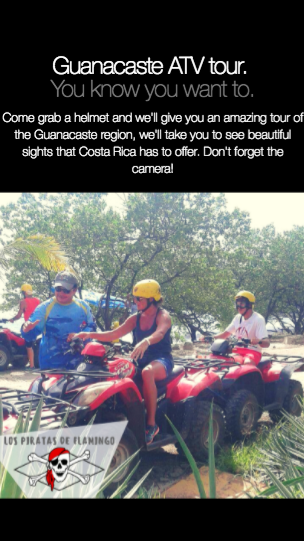 Guanacaste ATV tour.
You know you want to.
Come grab a helmet and we'll give you an amazing tour of
the Guanacaste region, we'll take you to see beautiful
sights that Costa Rica has to offer. Don't forget the
camera!
LOS PIRATAS DE FLAMINGO